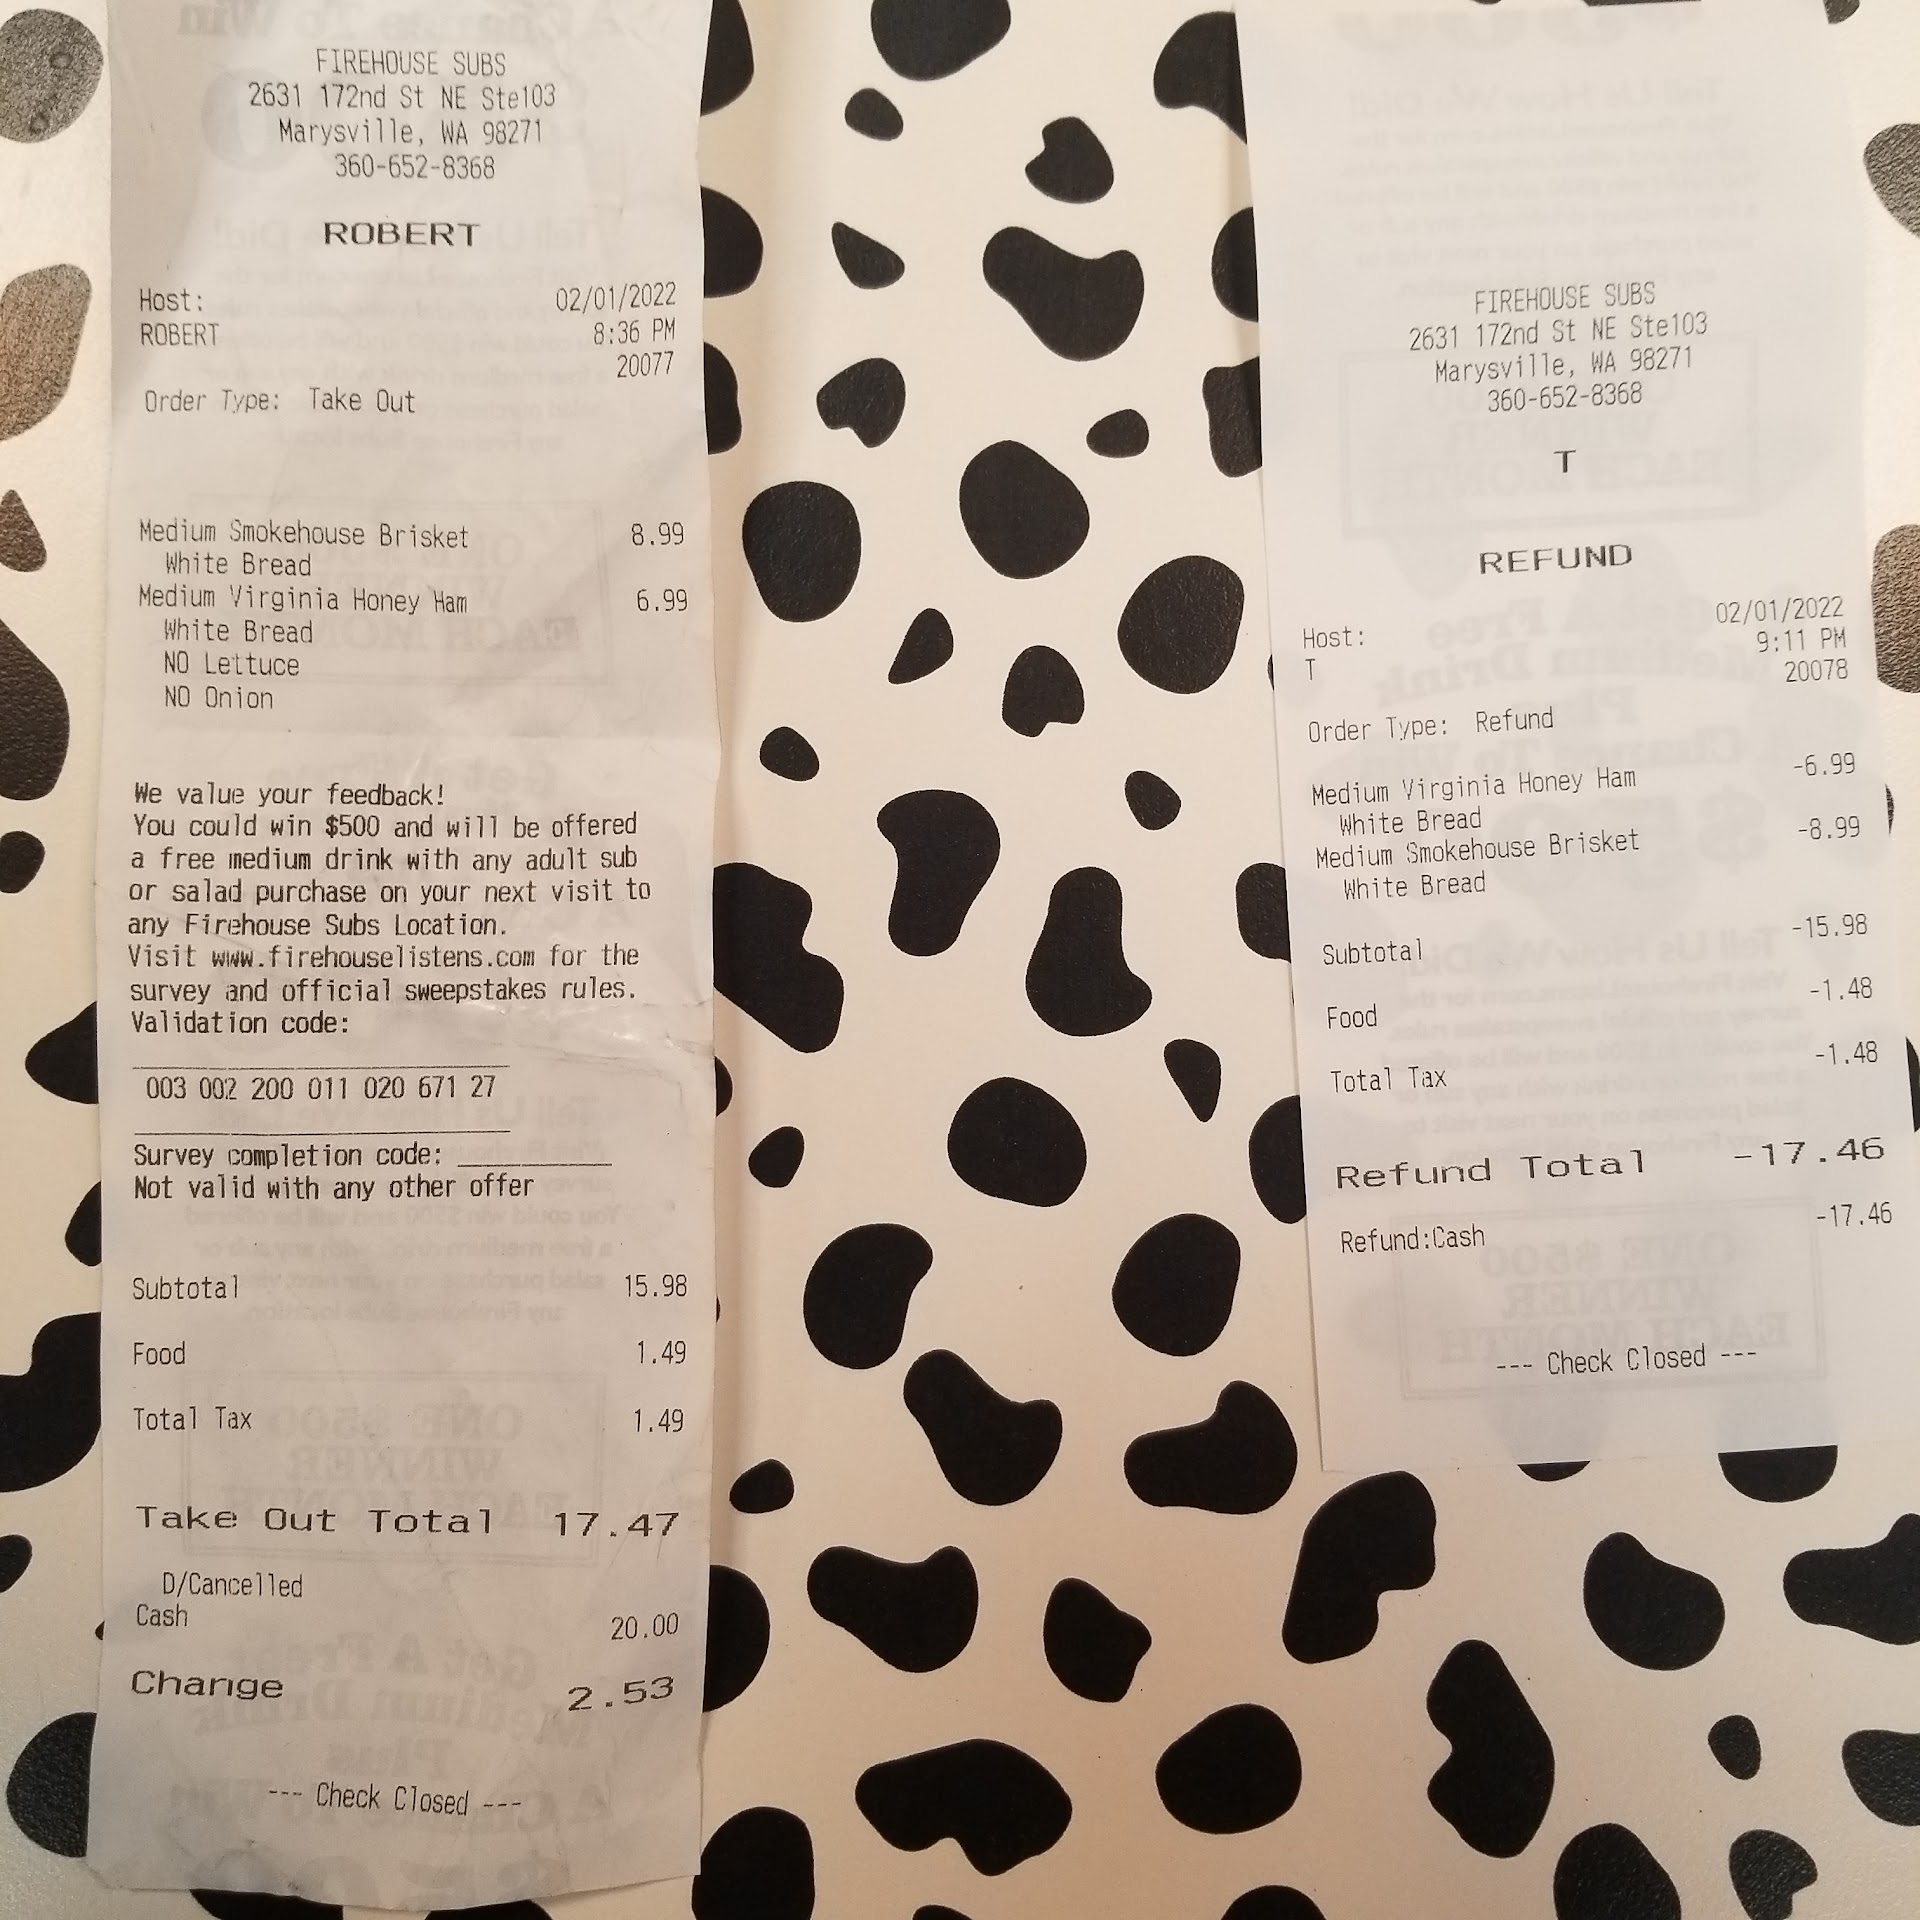 FIREHOUSE SUBS
2631 172nd St NE Ste103
Marysville, WA 98271
360-652-8368
ROBERT
Host: 02/01/2022
ROBERT 8:36 PM
20077
Order Type: Take Out
Medium Smokehouse Brisket 8.99
White Bread
Medium Virginia Honey Ham 6.99
White Bread
NO Lettuce
NO Onion
We value your feedback!
You could win $500 and will be offered
a free medium drink with any adult sub
or salad purchase on your next visit to
any Firehouse Subs Location.
Visit www.firehouselistens.com for the
survey and official sweepstakes rules.
Validation code:
003 002 200 011 020 671 27
Survey completion code: ___________
Not valid with any other offer
Subtotal 15.98
Food 1.49
Total Tax 1.49
Take Out Total 17.47
D/Cancelled
Cash 20.00
Change 2.53
--- Check Closed ---
FIREHOUSE SUBS
2631 172nd St NE Ste103
Marysville, WA 98271
360-652-8368
T
REFUND
02/01/2022
Host: 9:11 PM
T 20078
Order Type: Refund
Medium Virginia Honey Ham -6.99
White Bread
Medium Smokehouse Brisket -8.99
White Bread
Subtotal -15.98
Food -1.48
Total Tax -1.48
Refund Total -17.46
Refund:Cash -17.46
--- Check Closed ---